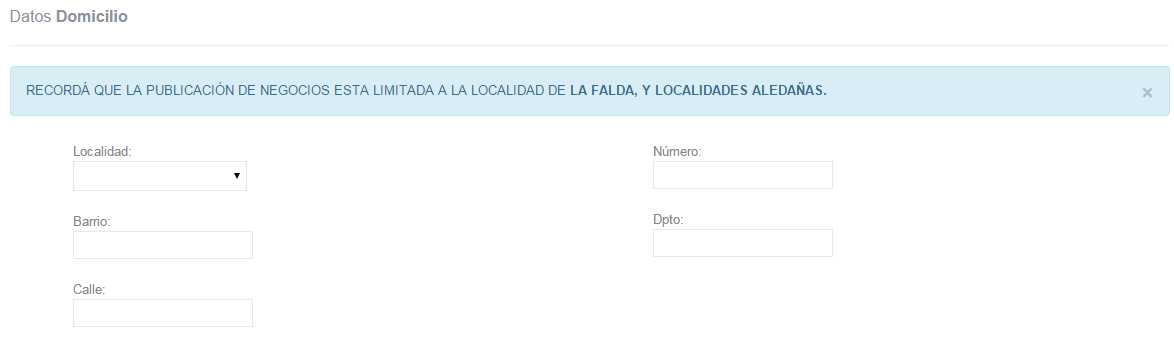 Datos Domicilio
RECORDÁ QUE LA PUBLICACIÓN DE NEGOCIOS ESTA LIMITADA A LA LOCALIDAD DE LA FALDA, Y LOCALIDADES ALEDAÑAS. ×
Localidad:
Barrio:
Calle:
Número:
Dpto: